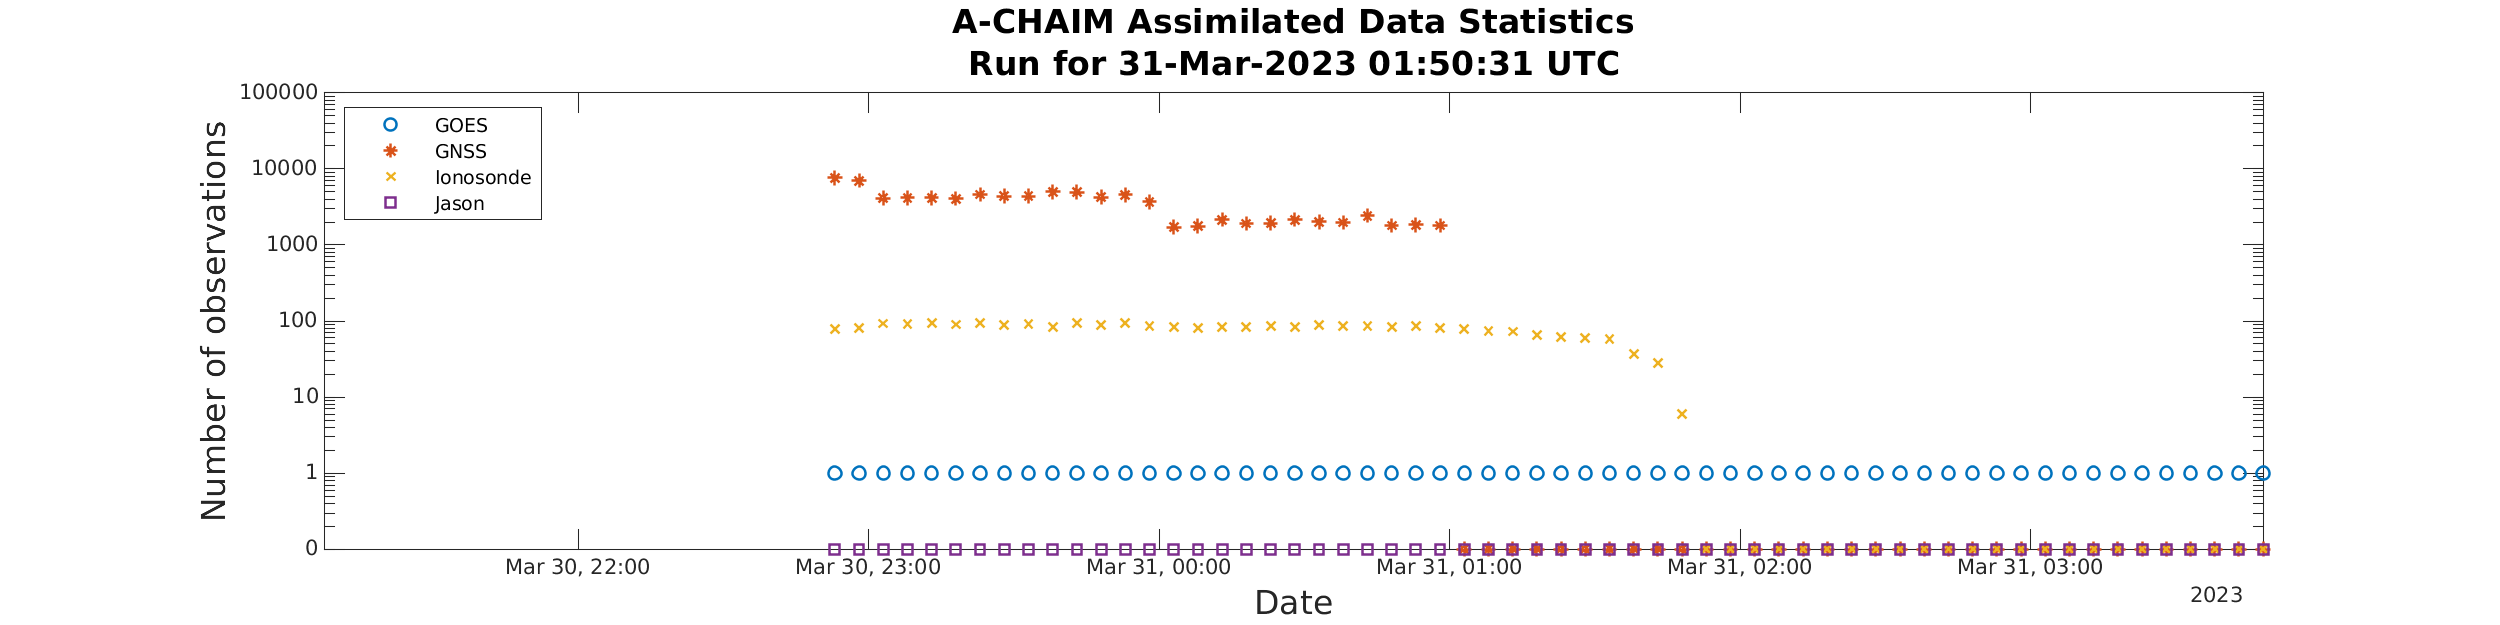 A-CHAIM Assimilated Data Statistics
Run for 31-Mar-2023 01:50:31 UTC
Number of observations
100000
10000
1000
100
10
1
0
GOES
GNSS
Ionosonde
Jason
Mar 30, 22:00
Mar 30, 23:00
Mar 31, 00:00
Mar 31, 01:00
Mar 31, 02:00
Mar 31, 03:00
2023
Date